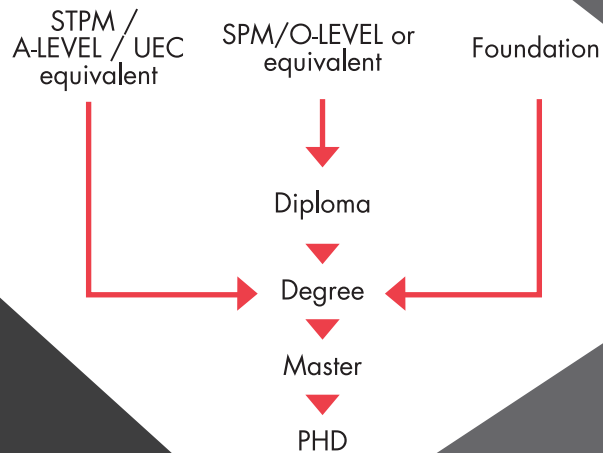 STPM /
A-LEVEL / UEC
equivalent
SPM/O-LEVEL or
equivalent
Foundation
Diploma
Degree
Master
PHD